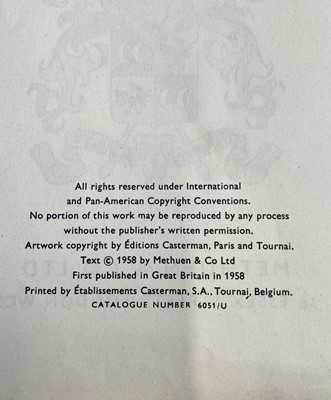 All rights reserved under International
and Pan-American Copyright Conventions.
No portion of this work may be reproduced by any process
without the publisher's written permission.
Artwork copyright by Éditions Casterman, Paris and Tournai.
Text © 1958 by Methuen & Co Ltd
First published in Great Britain in 1958
Printed by Établissements Casterman, S.A., Tournai, Belgium.
CATALOGUE NUMBER 6051/U